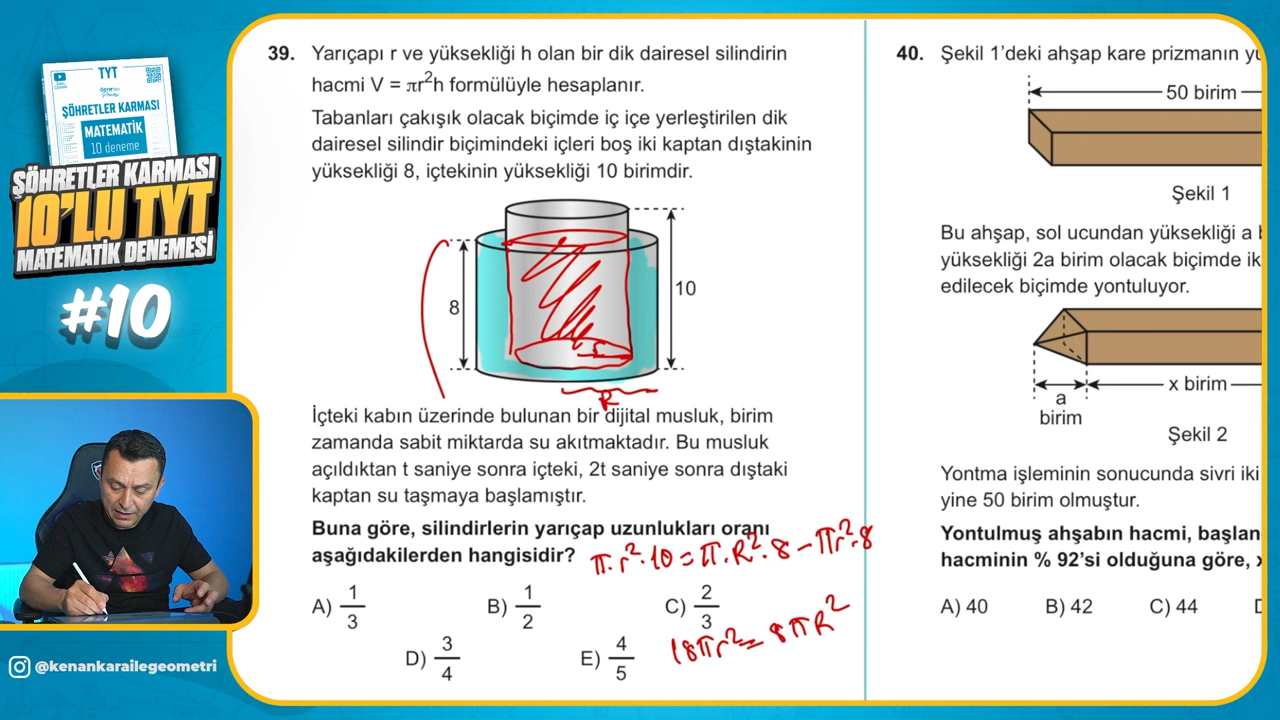 TYT
ŞÖHRETLER KARMASI
MATEMATİK
10 deneme
ŞÖHRETLER KARMASI
10'LU TYT
MATEMATİK DENEMESİ
#10
@kenankarailegeometri
39. Yarıçapı r ve yüksekliği h olan bir dik dairesel silindirin
hacmi V = πr²h formülüyle hesaplanır.
Tabanları çakışık olacak biçimde iç içe yerleştirilen dik
dairesel silindir biçimindeki içleri boş iki kaptan dıştakinin
yüksekliği 8, içtekinin yüksekliği 10 birimdir.
8
10
r
R
İçteki kabın üzerinde bulunan bir dijital musluk, birim
zamanda sabit miktarda su akıtmaktadır. Bu musluk
açıldıktan t saniye sonra içteki, 2t saniye sonra dıştaki
kaptan su taşmaya başlamıştır.
Buna göre, silindirlerin yarıçap uzunlukları oranı
aşağıdakilerden hangisidir?
π.r².10 = π.R².8 - πr².8
18πr² = 8πR²
A) 1/3 B) 1/2 C) 2/3
D) 3/4 E) 4/5
40. Şekil 1'deki ahşap kare prizmanın
50 birim
Şekil 1
Bu ahşap, sol ucundan yüksekliği a
yüksekliği 2a birim olacak biçimde
edilecek biçimde yontuluyor.
x birim
a
birim
Şekil 2
Yontma işleminin sonucunda sivri iki
yine 50 birim olmuştur.
Yontulmuş ahşabın hacmi,
hacminin % 92'si olduğuna göre,
A) 40 B) 42 C) 44